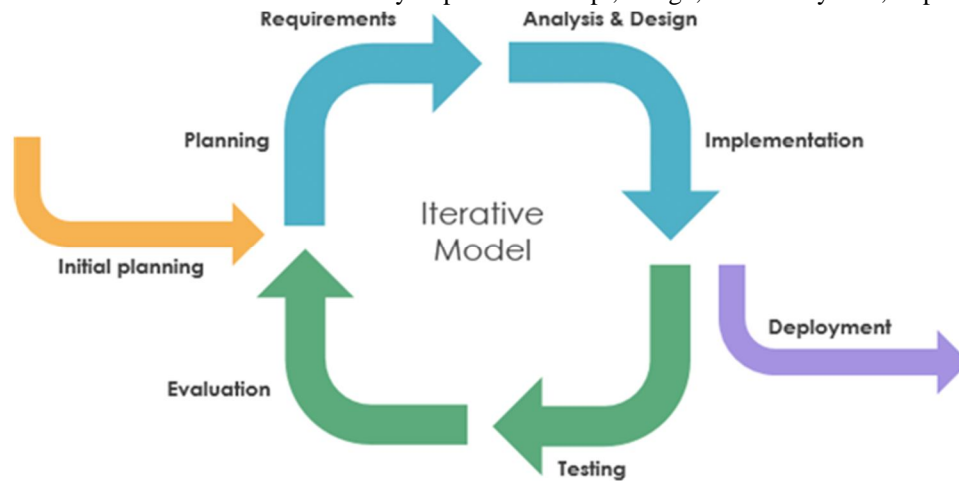 Requirements
Analysis & Design
Planning
Implementation
Iterative
Model
Initial planning
Deployment
Evaluation
Testing